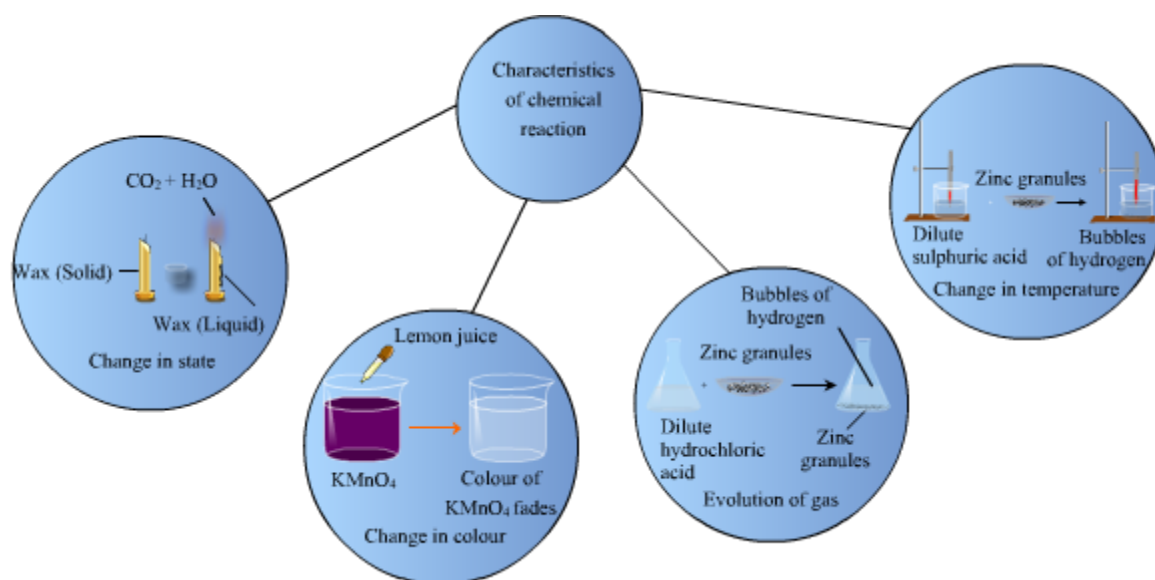 Characteristics
of chemical
reaction
CO₂ + H₂O
Wax (Solid)
Wax (Liquid)
Change in state
Lemon juice
KMnO₄
Colour of
KMnO₄ fades
Change in colour
Bubbles of
hydrogen
Zinc granules
Dilute
hydrochloric
acid
Zinc
granules
Evolution of gas
Zinc granules
Dilute
sulphuric acid
Bubbles
of hydrogen
Change in temperature